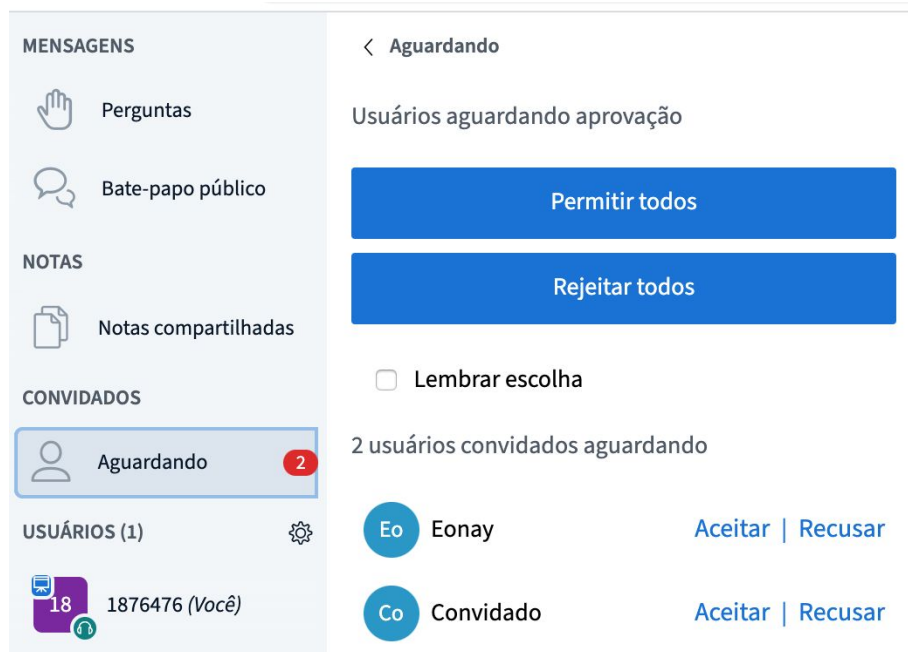 MENSAGENS
Perguntas
Bate-papo público
NOTAS
Notas compartilhadas
CONVIDADOS
Aguardando
2
USUÁRIOS (1)
18
1876476 (Você)
Aguardando
Usuários aguardando aprovação
Permitir todos
Rejeitar todos
Lembrar escolha
2 usuários convidados aguardando
Eo Eonay Aceitar | Recusar
Co Convidado Aceitar | Recusar